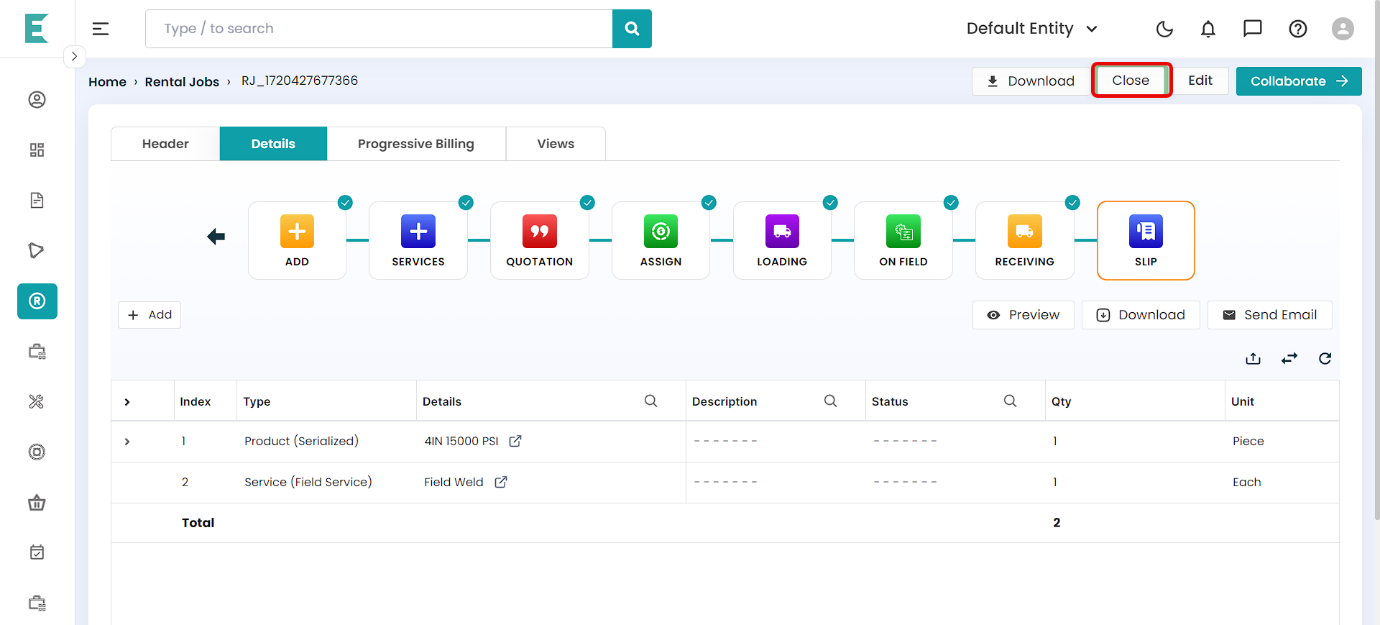 E
Type / to search
Default Entity
Home › Rental Jobs › RJ_1720427677366
Download
Close
Edit
Collaborate →
Header
Details
Progressive Billing
Views
ADD
SERVICES
QUOTATION
ASSIGN
LOADING
ON FIELD
RECEIVING
SLIP
+ Add
Preview
Download
Send Email
Index Type Details Description Status Qty Unit
1 Product (Serialized) 4IN 15000 PSI ------- ------- 1 Piece
2 Service (Field Service) Field Weld ------- ------- 1 Each
Total 2